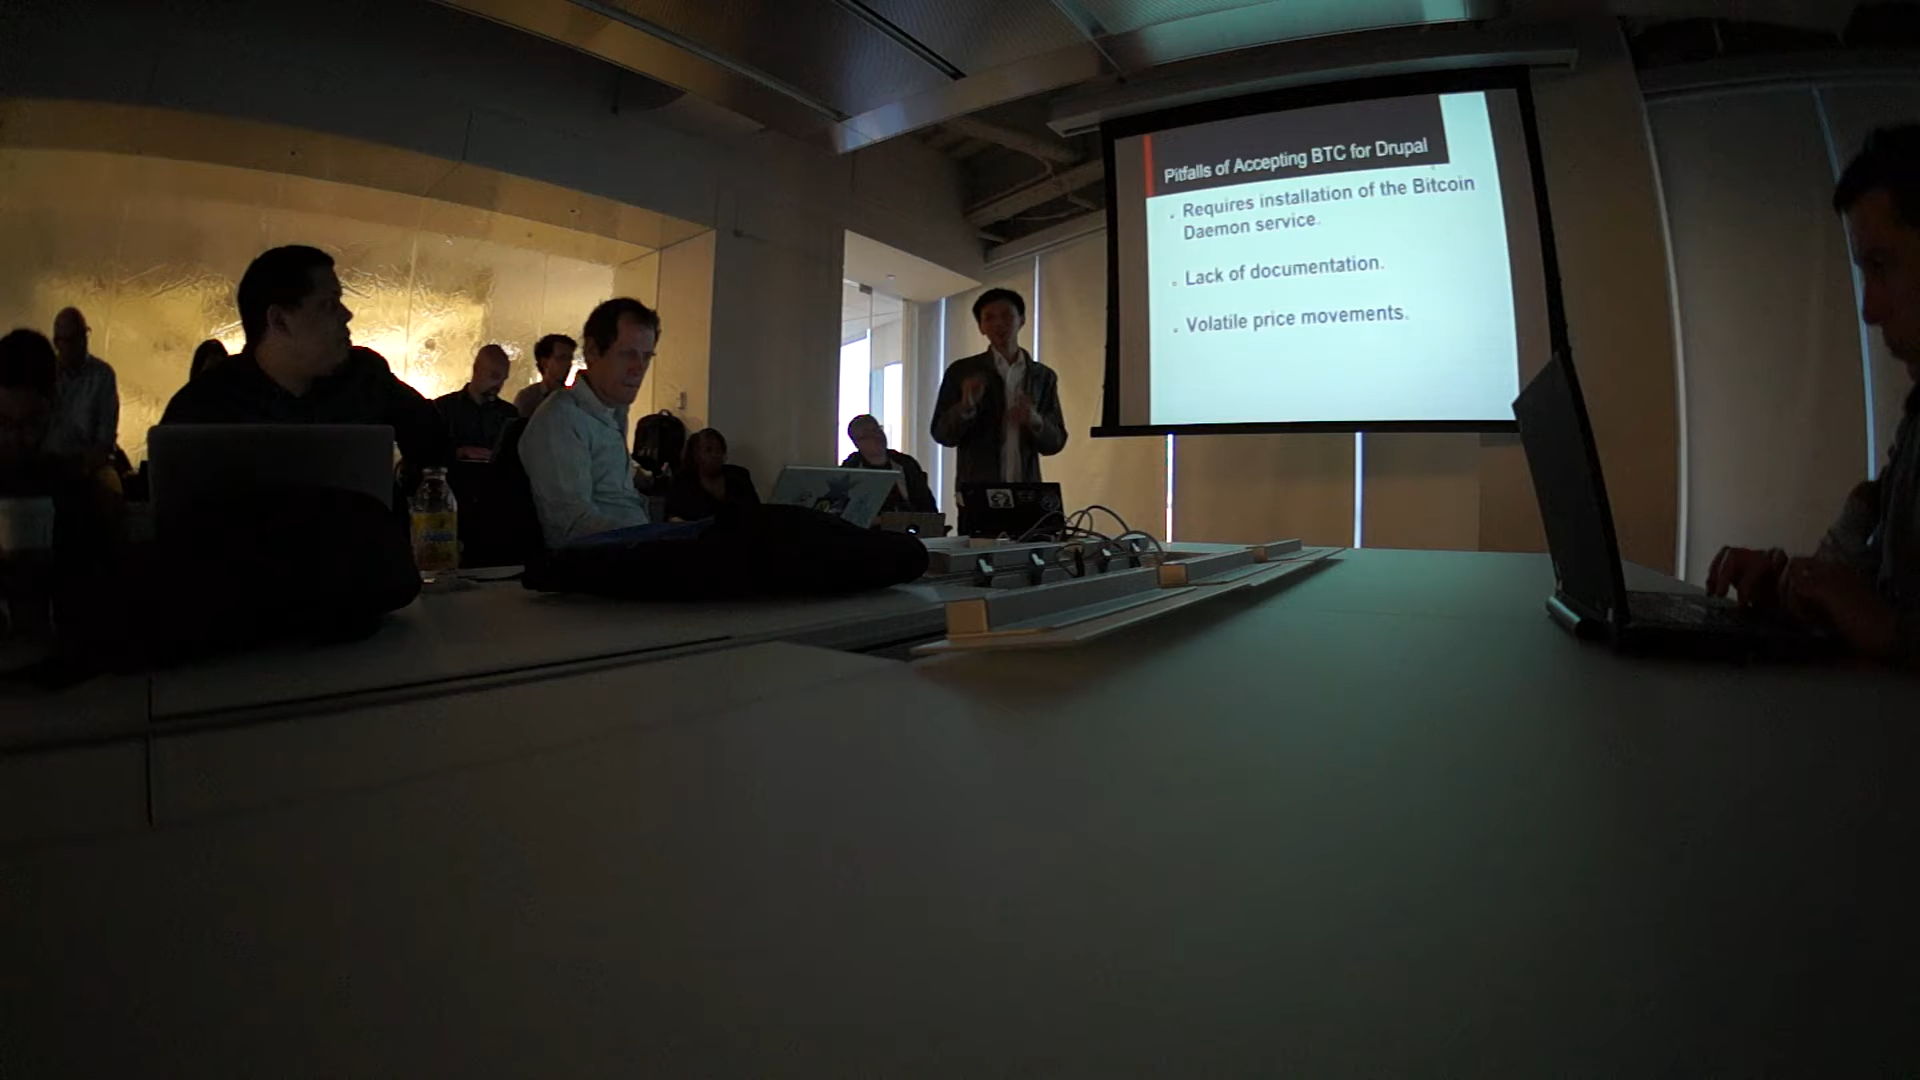 Pitfalls of Accepting BTC for Drupal
Requires installation of the Bitcoin
Daemon service.
Lack of documentation.
Volatile price movements.